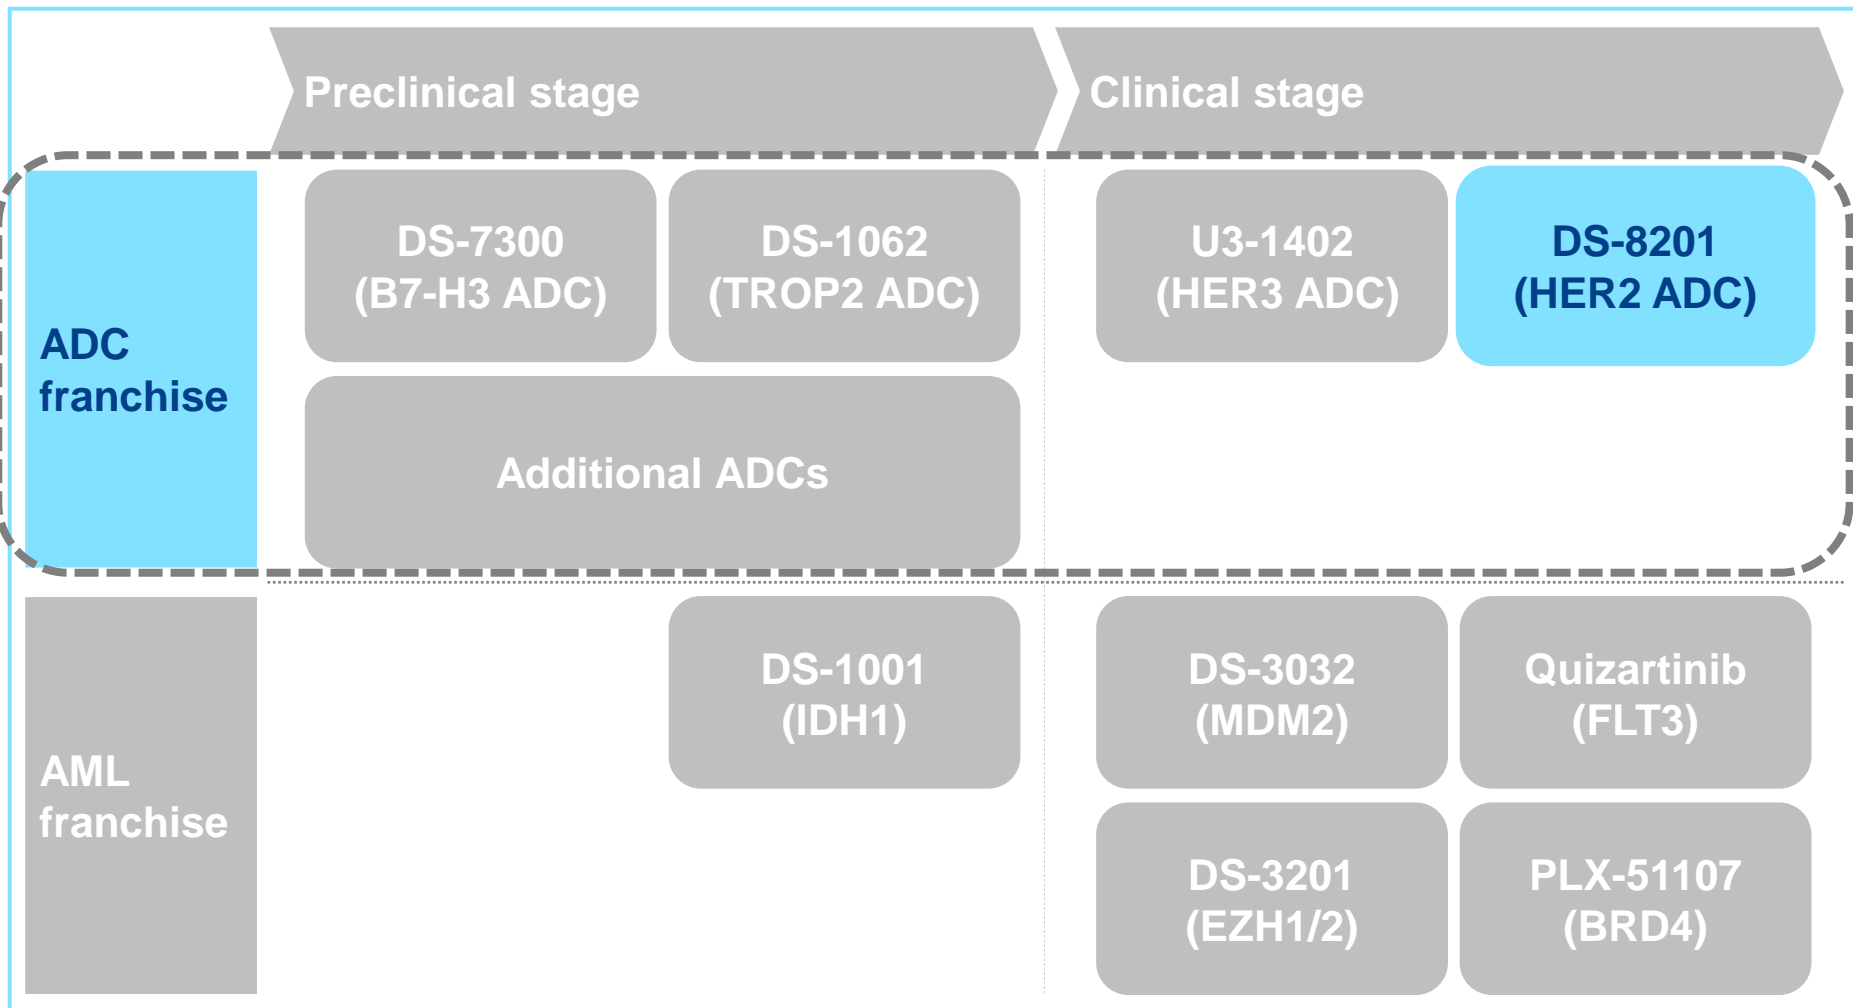 Preclinical stage
Clinical stage
ADC
franchise
DS-7300
(B7-H3 ADC)
DS-1062
(TROP2 ADC)
U3-1402
(HER3 ADC)
DS-8201
(HER2 ADC)
Additional ADCs
AML
franchise
DS-1001
(IDH1)
DS-3032
(MDM2)
Quizartinib
(FLT3)
DS-3201
(EZH1/2)
PLX-51107
(BRD4)